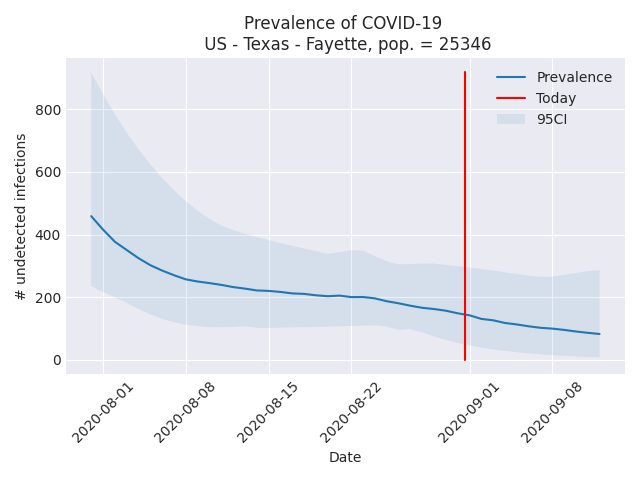 Prevalence of COVID-19
US - Texas - Fayette, pop. = 25346
Prevalence
Today
95CI
# undetected infections
800
600
400
200
0
2020-08-01
2020-08-08
2020-08-15
2020-08-22
2020-09-01
2020-09-08
Date